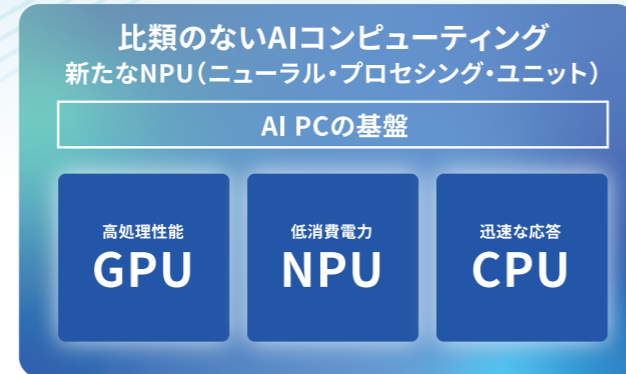 比類のないAIコンピューティング
新たなNPU（ニューラル・プロセシング・ユニット）
AI PCの基盤
高処理性能
GPU
低消費電力
NPU
迅速な応答
CPU